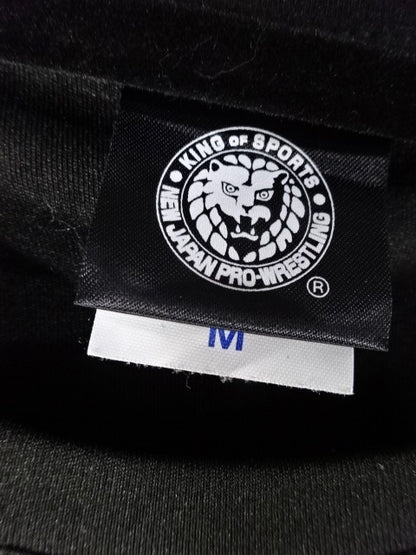 • KING OF SPORTS •
NEW JAPAN PRO-WRESTLING
®
M